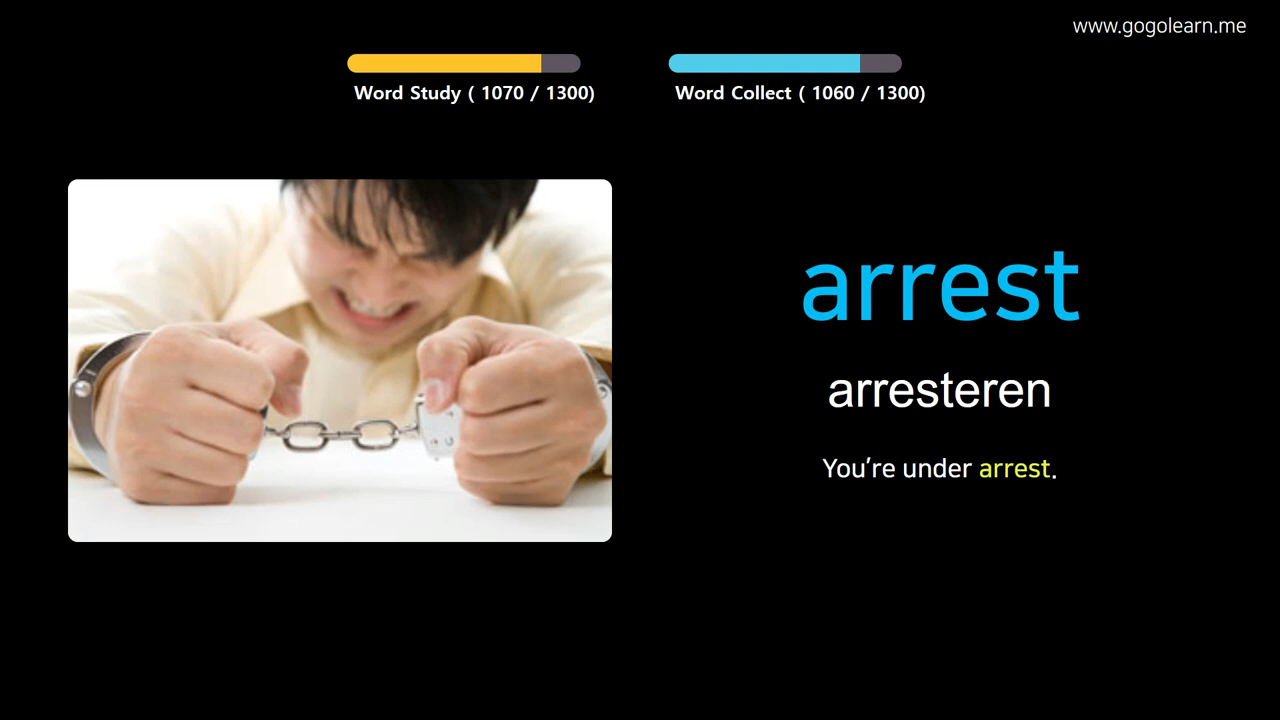 www.gogolearn.me
Word Study ( 1070 / 1300)
Word Collect ( 1060 / 1300)
arrest
arresteren
You’re under arrest.